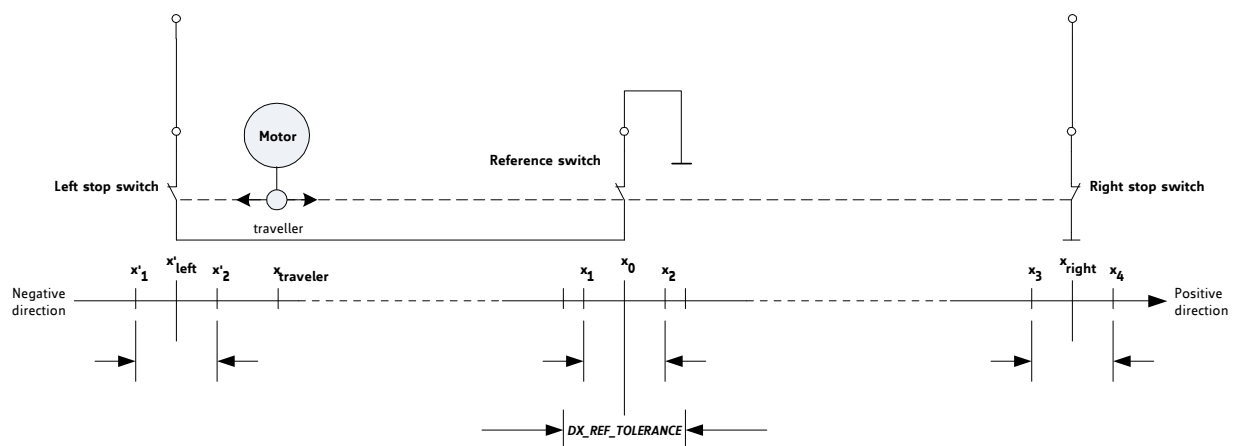 Motor
Reference switch
Left stop switch
Right stop switch
traveller
x'1
x'left
x'2
xtraveler
x1
x0
x2
x3
xright
x4
Negative
direction
Positive
direction
DX_REF_TOLERANCE